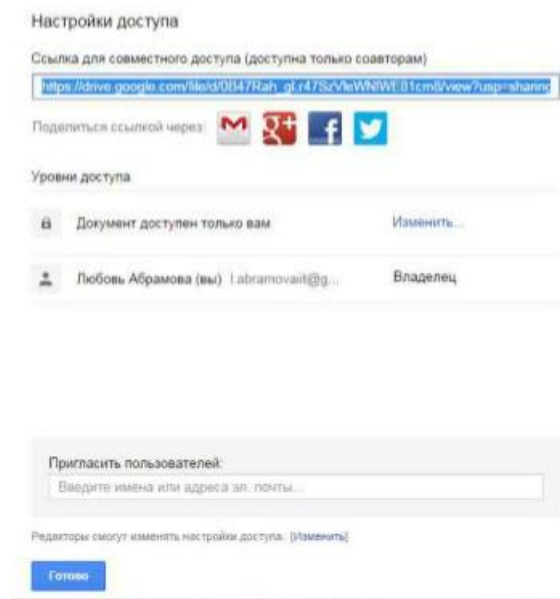 Настройки доступа
Ссылка для совместного доступа (доступна только соавторам)
https://drive.google.com/file/d/0B47Rah_gLr47SzVleWNIWE81cm8/view?usp=sharing
Поделиться ссылкой через:
Уровни доступа
Документ доступен только вам Изменить...
Любовь Абрамова (вы) l.abramovaiit@g... Владелец
Пригласить пользователей:
Введите имена или адреса эл. почты...
Редакторы смогут изменять настройки доступа. [Изменить]
Готово